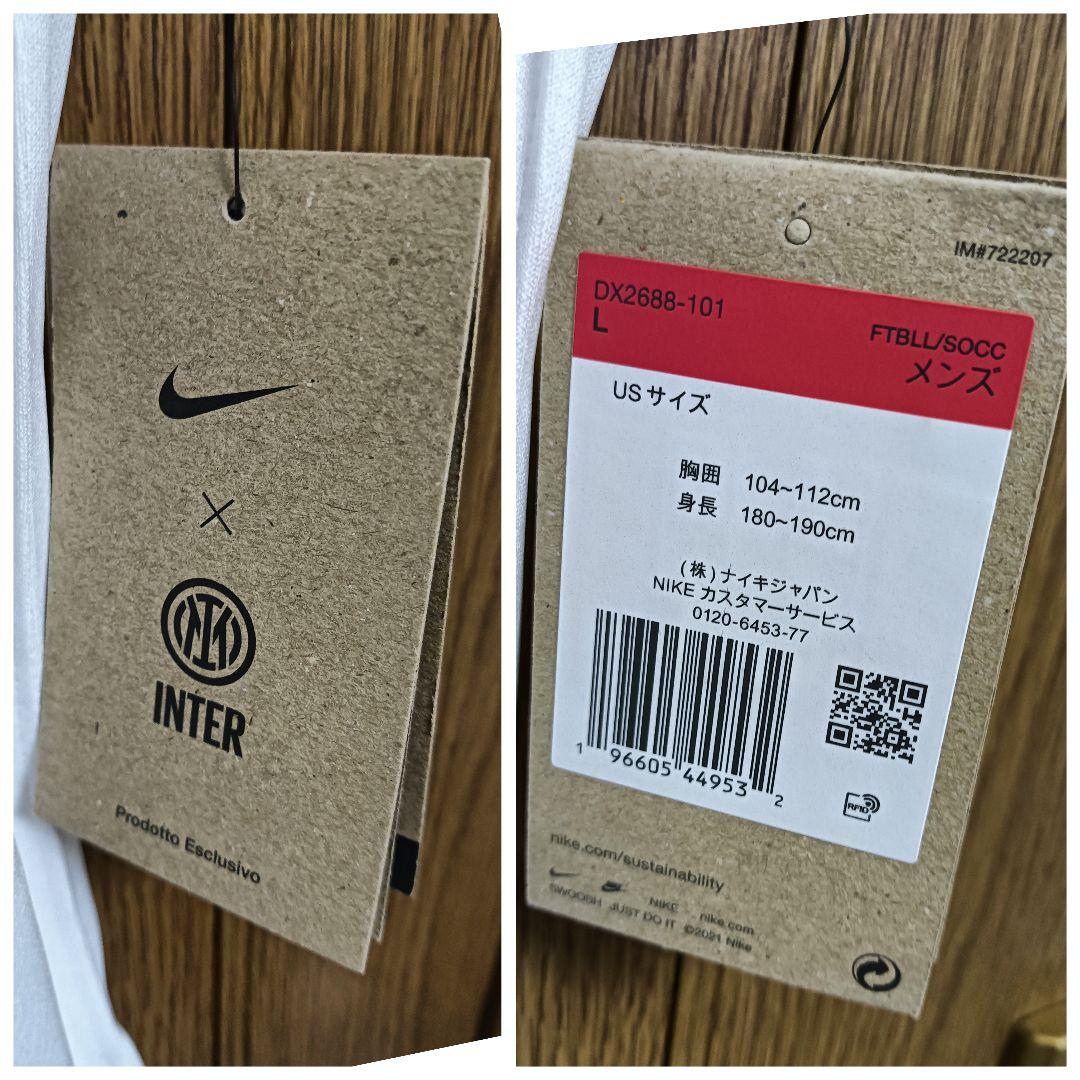 ×
INTER
Prodotto Esclusivo
IM#722207
DX2688-101
L
FTBLL/SOCC
メンズ
USサイズ
胸囲 104~112cm
身長 180~190cm
(株)ナイキジャパン
NIKE カスタマーサービス
0120-6453-77
1 96605 44953 2
RFID
nike.com/sustainability
NIKE nike.com
SWOOSH JUST DO IT ©2021 Nike